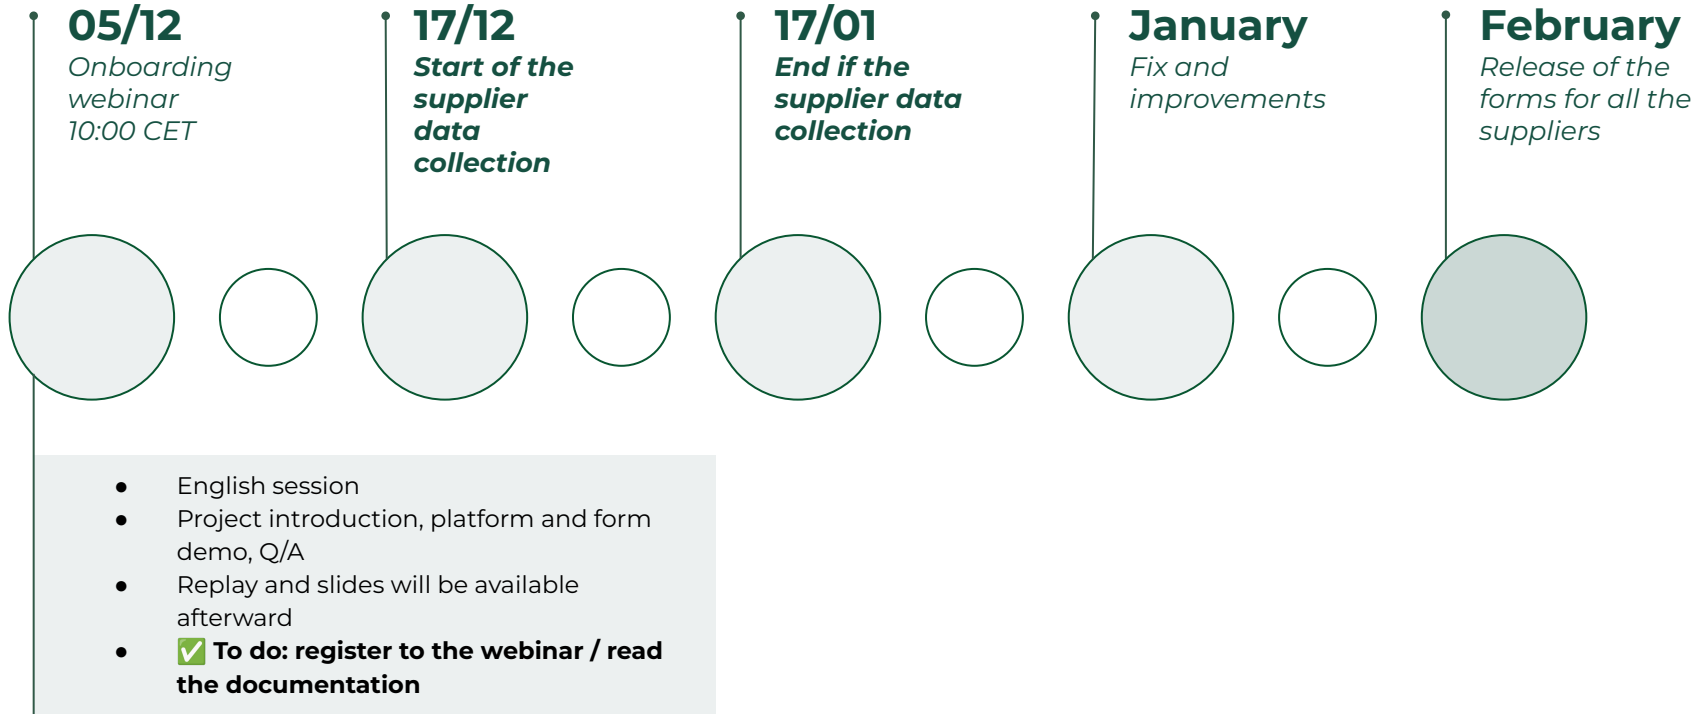 05/12
Onboarding
webinar
10:00 CET
17/12
Start of the
supplier
data
collection
17/01
End if the
supplier data
collection
January
Fix and
improvements
February
Release of the
forms for all the
suppliers
● English session
● Project introduction, platform and form
demo, Q/A
● Replay and slides will be available
afterward
● ✅ To do: register to the webinar / read
the documentation